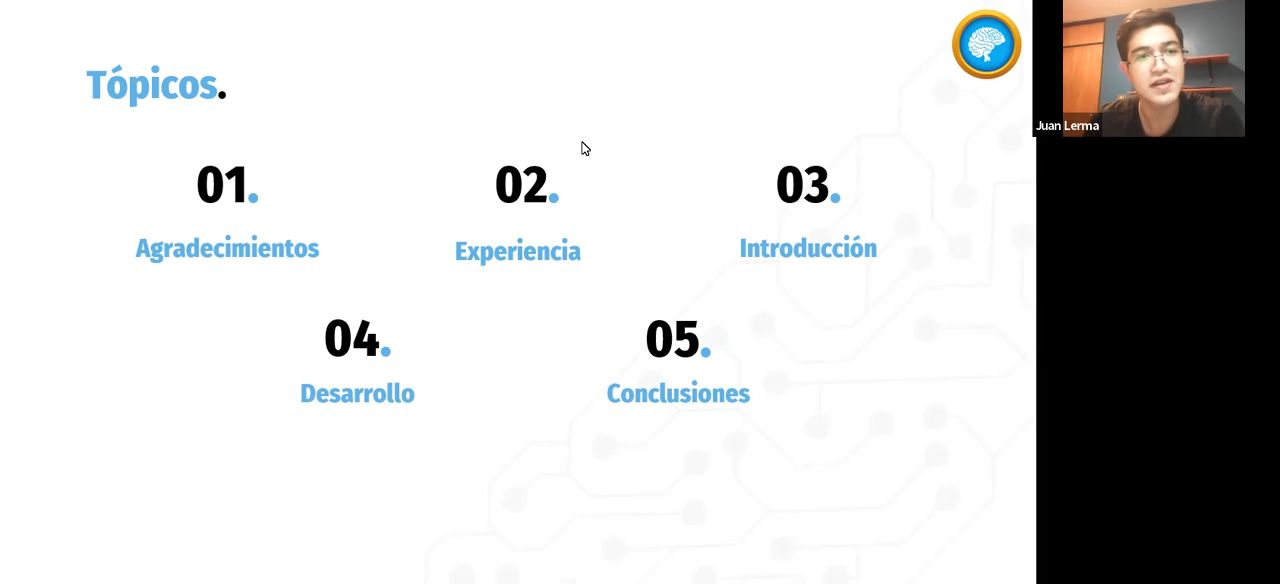 Tópicos.
01.
02.
03.
Agradecimientos
Experiencia
Introducción
04.
05.
Desarrollo
Conclusiones
Juan Lerma